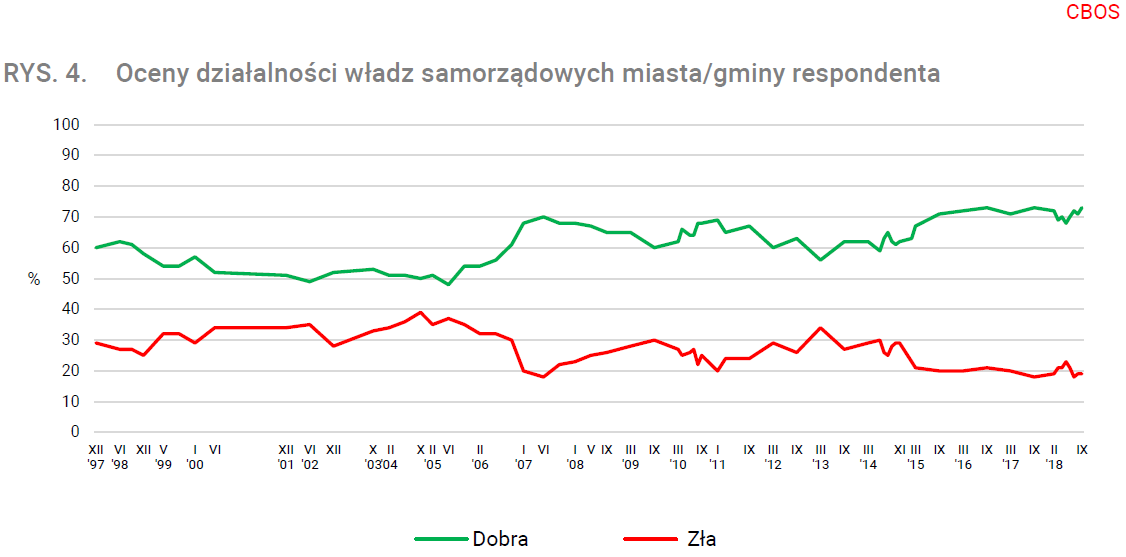 CBOS
RYS. 4. Oceny działalności władz samorządowych miasta/gminy respondenta
100
90
80
70
60
50
40
30
20
10
0
%
XII VI XII V I VI XII VI XII X II X II VI II I VI I V IX III IX III IX I IX III IX III IX III XI III IX III IX III IX II IX
'97 '98 '99 '00 '01 '02 '03 '04 '05 '06 '07 '08 '09 '10 '11 '12 '13 '14 '15 '16 '17 '18
Dobra Zła